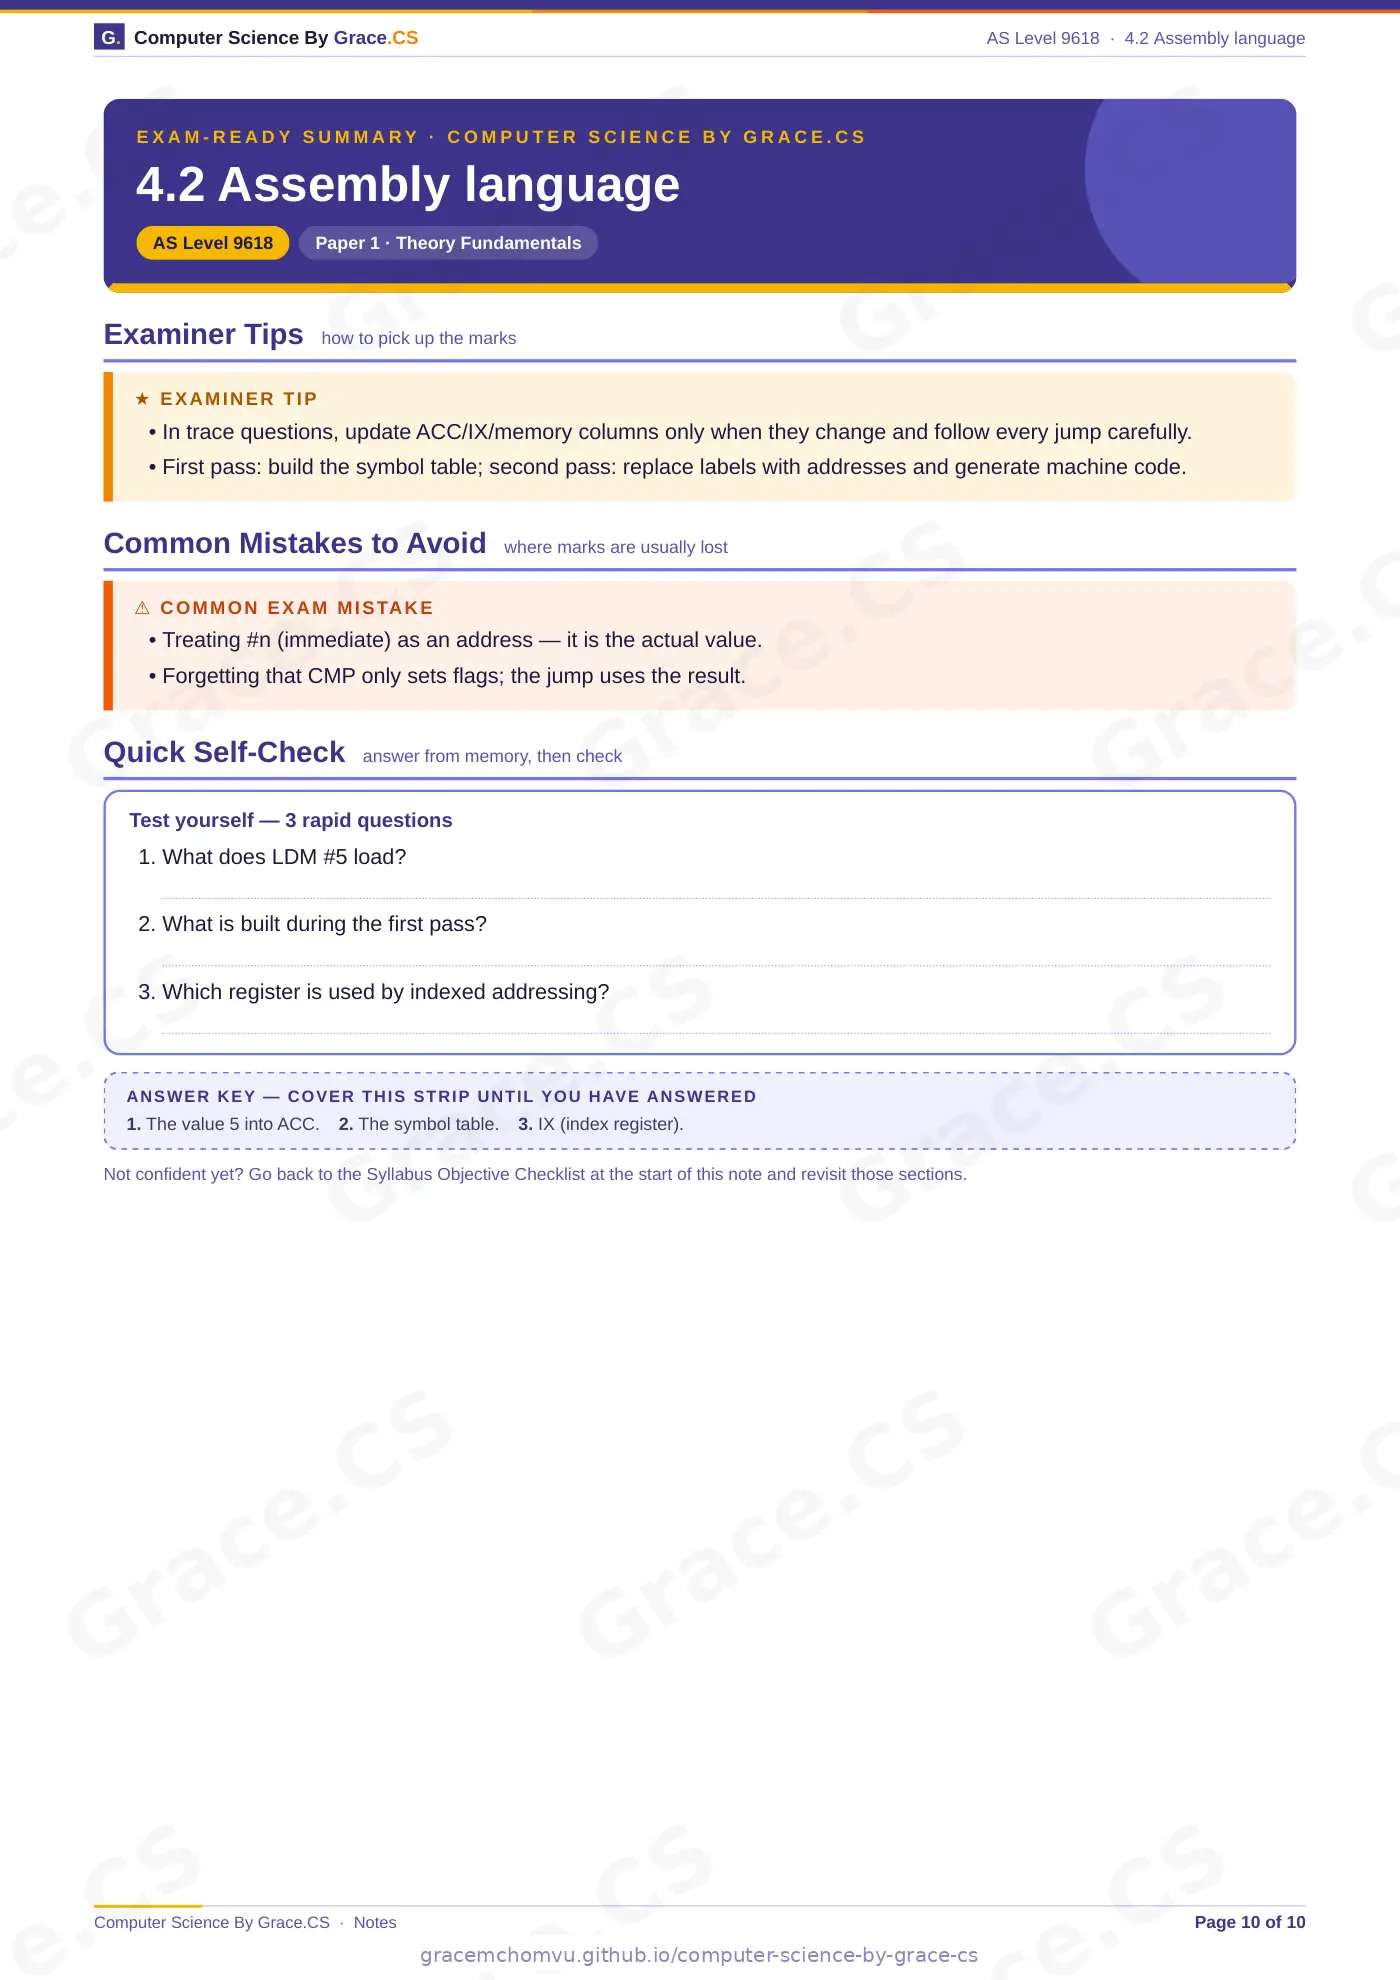 G. Computer Science By Grace.CS
AS Level 9618 · 4.2 Assembly language
EXAM-READY SUMMARY · COMPUTER SCIENCE BY GRACE.CS
4.2 Assembly language
AS Level 9618 Paper 1 · Theory Fundamentals
Examiner Tips how to pick up the marks
★ EXAMINER TIP
• In trace questions, update ACC/IX/memory columns only when they change and follow every jump carefully.
• First pass: build the symbol table; second pass: replace labels with addresses and generate machine code.
Common Mistakes to Avoid where marks are usually lost
⚠ COMMON EXAM MISTAKE
• Treating #n (immediate) as an address — it is the actual value.
• Forgetting that CMP only sets flags; the jump uses the result.
Quick Self-Check answer from memory, then check
Test yourself — 3 rapid questions
1. What does LDM #5 load?
2. What is built during the first pass?
3. Which register is used by indexed addressing?
ANSWER KEY — COVER THIS STRIP UNTIL YOU HAVE ANSWERED
1. The value 5 into ACC. 2. The symbol table. 3. IX (index register).
Not confident yet? Go back to the Syllabus Objective Checklist at the start of this note and revisit those sections.
Computer Science By Grace.CS · Notes
Page 10 of 10
gracemchomvu.github.io/computer-science-by-grace-cs